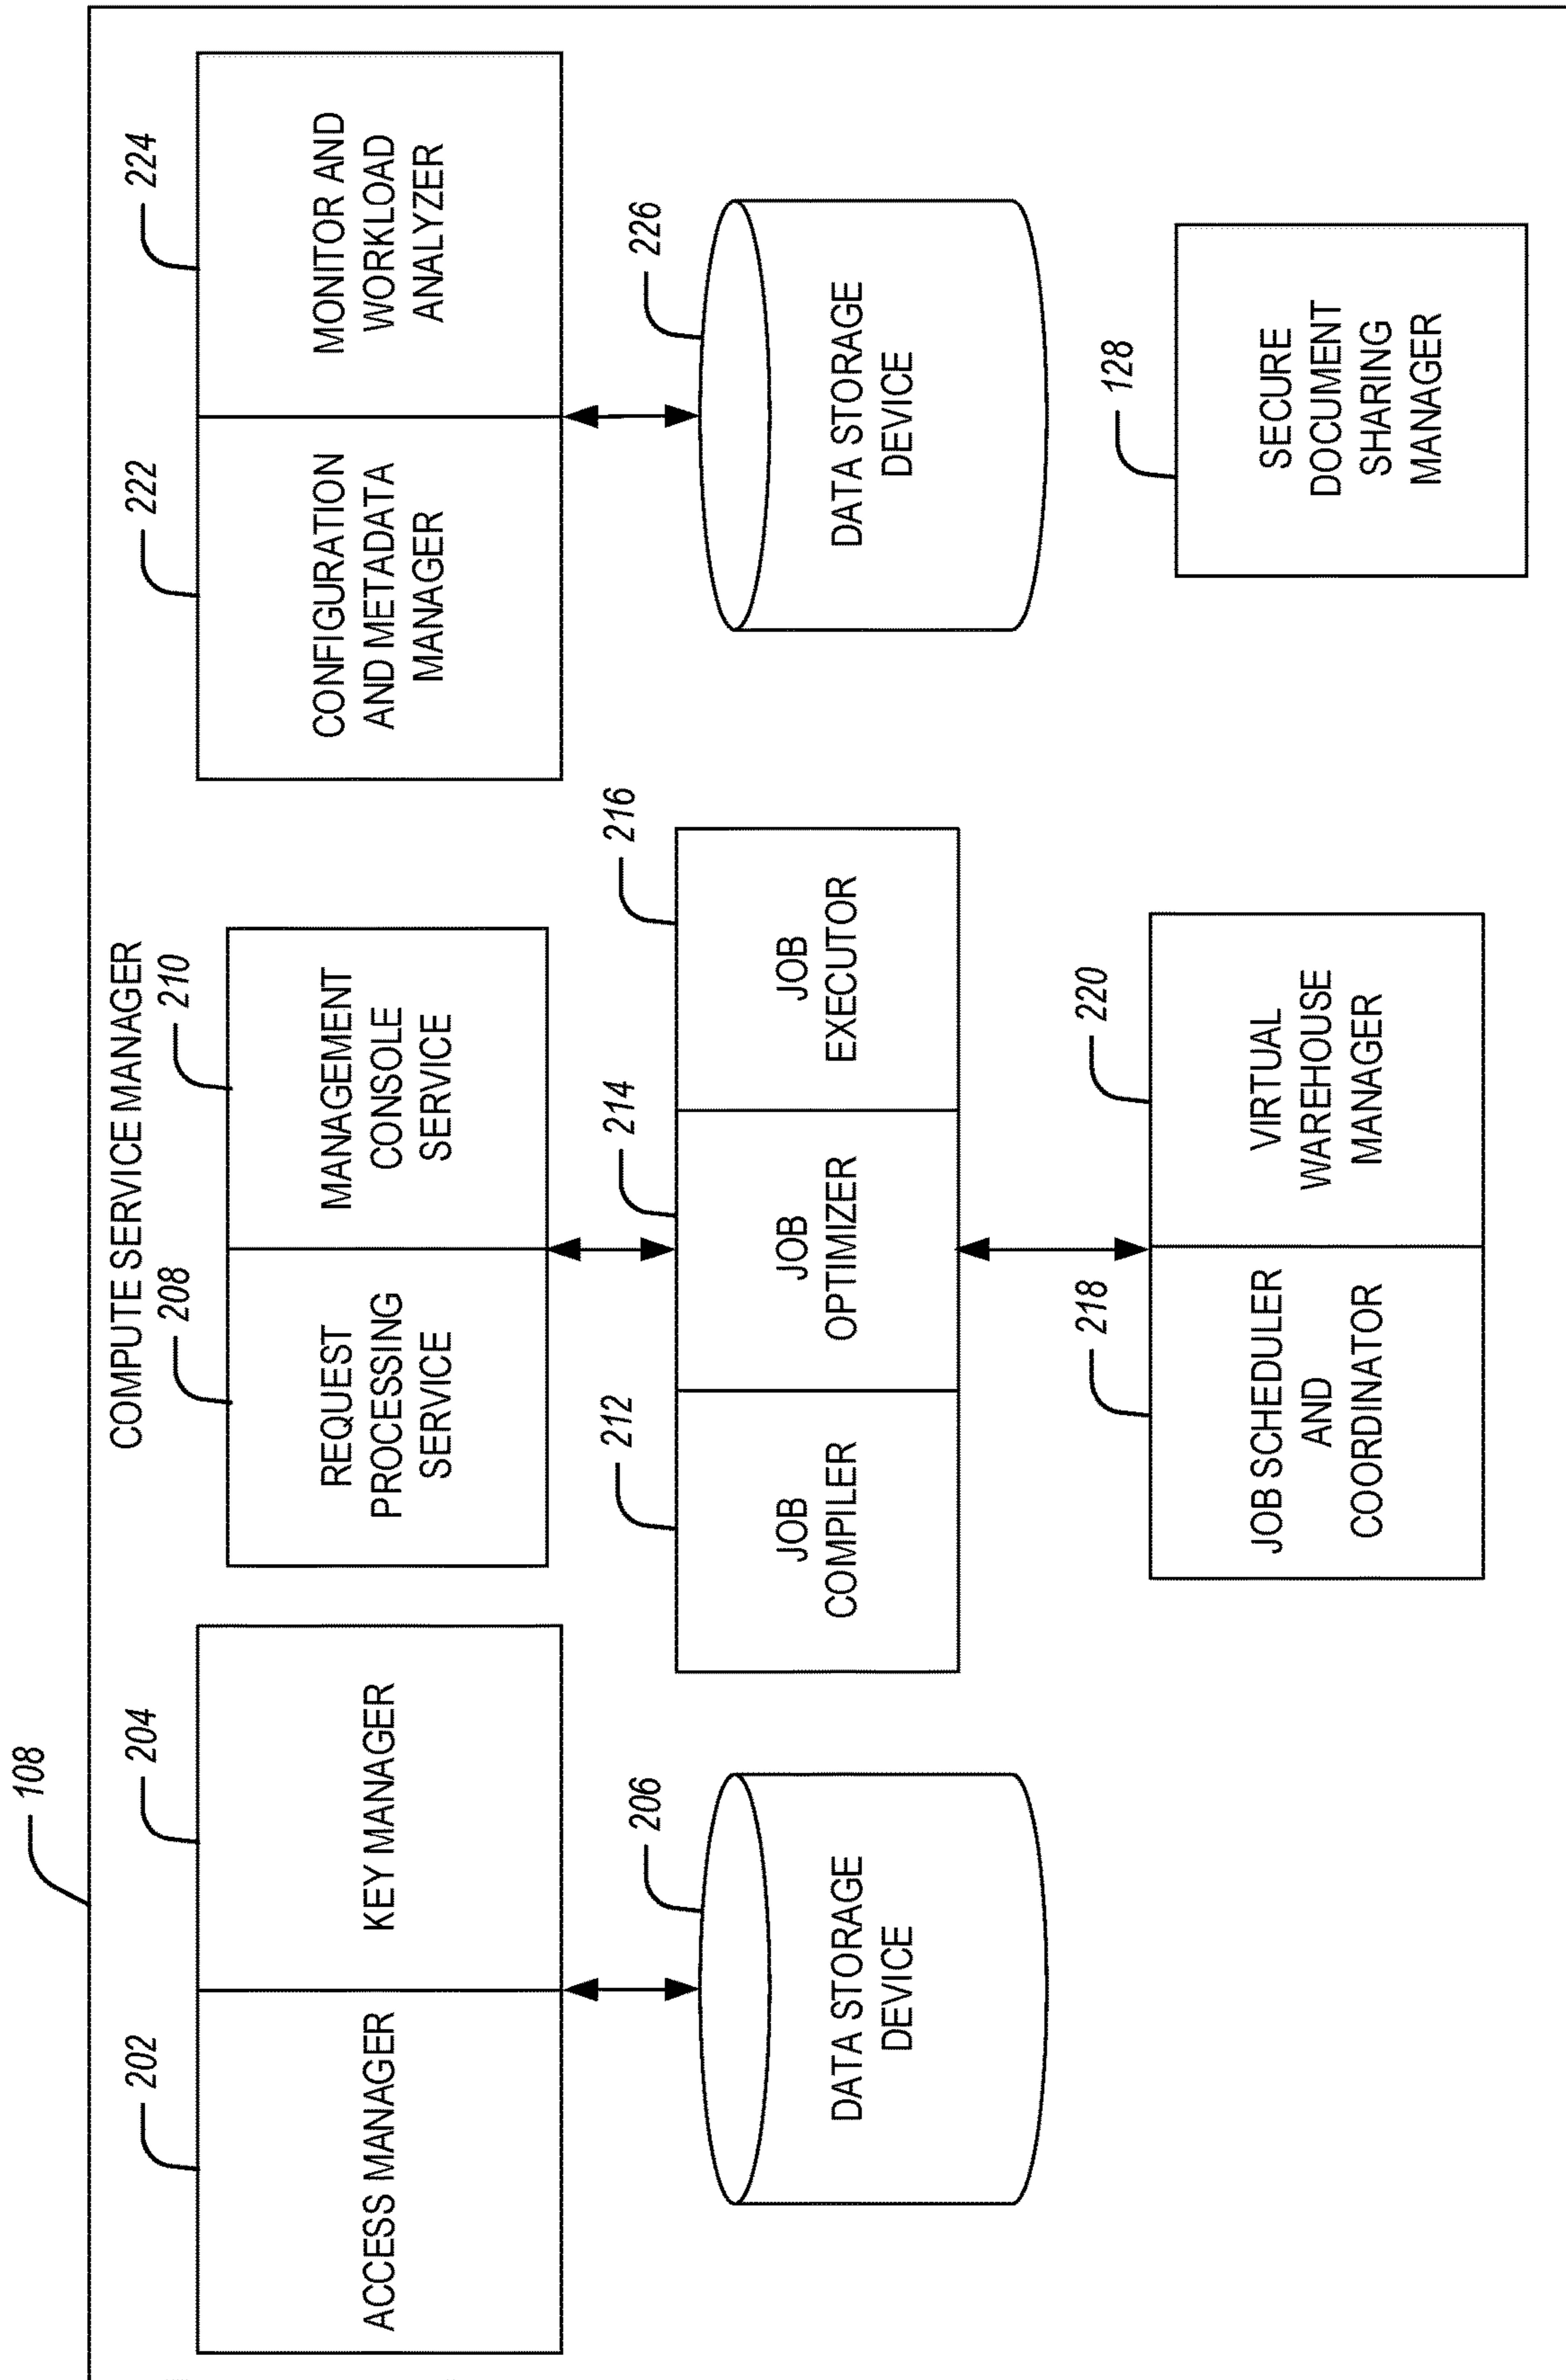 108
COMPUTE SERVICE MANAGER
202
204
208
210
222
224
ACCESS MANAGER
KEY MANAGER
REQUEST
PROCESSING
SERVICE
MANAGEMENT
CONSOLE
SERVICE
CONFIGURATION
AND METADATA
MANAGER
MONITOR AND
WORKLOAD
ANALYZER
206
DATA STORAGE
DEVICE
212
214
216
JOB
COMPILER
JOB
OPTIMIZER
JOB
EXECUTOR
226
DATA STORAGE
DEVICE
218
220
JOB SCHEDULER
AND
COORDINATOR
VIRTUAL
WAREHOUSE
MANAGER
128
SECURE
DOCUMENT
SHARING
MANAGER